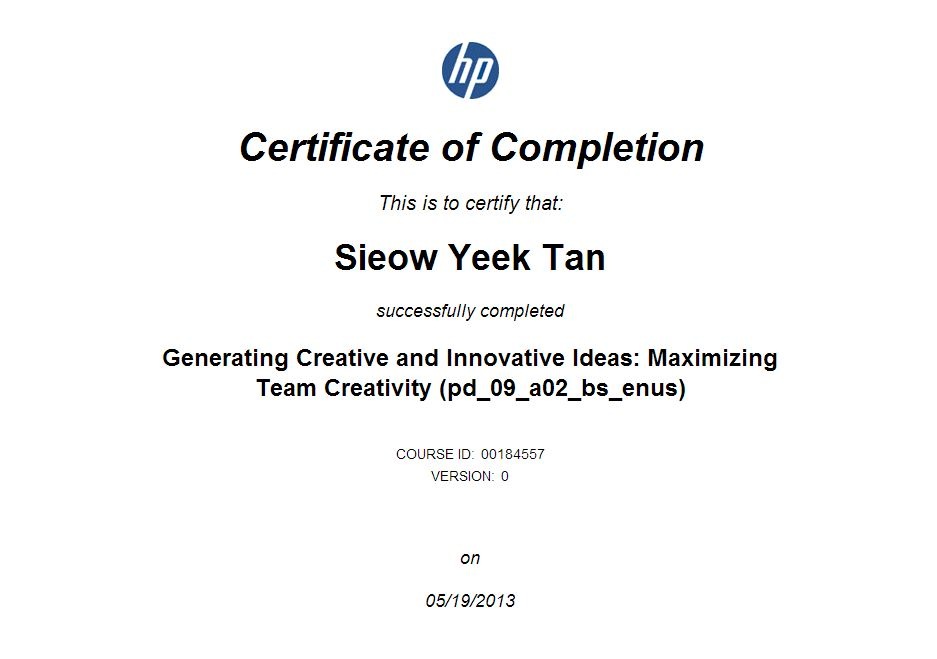 hp
Certificate of Completion
This is to certify that:
Sieow Yeek Tan
successfully completed
Generating Creative and Innovative Ideas: Maximizing
Team Creativity (pd_09_a02_bs_enus)
COURSE ID: 00184557
VERSION: 0
on
05/19/2013